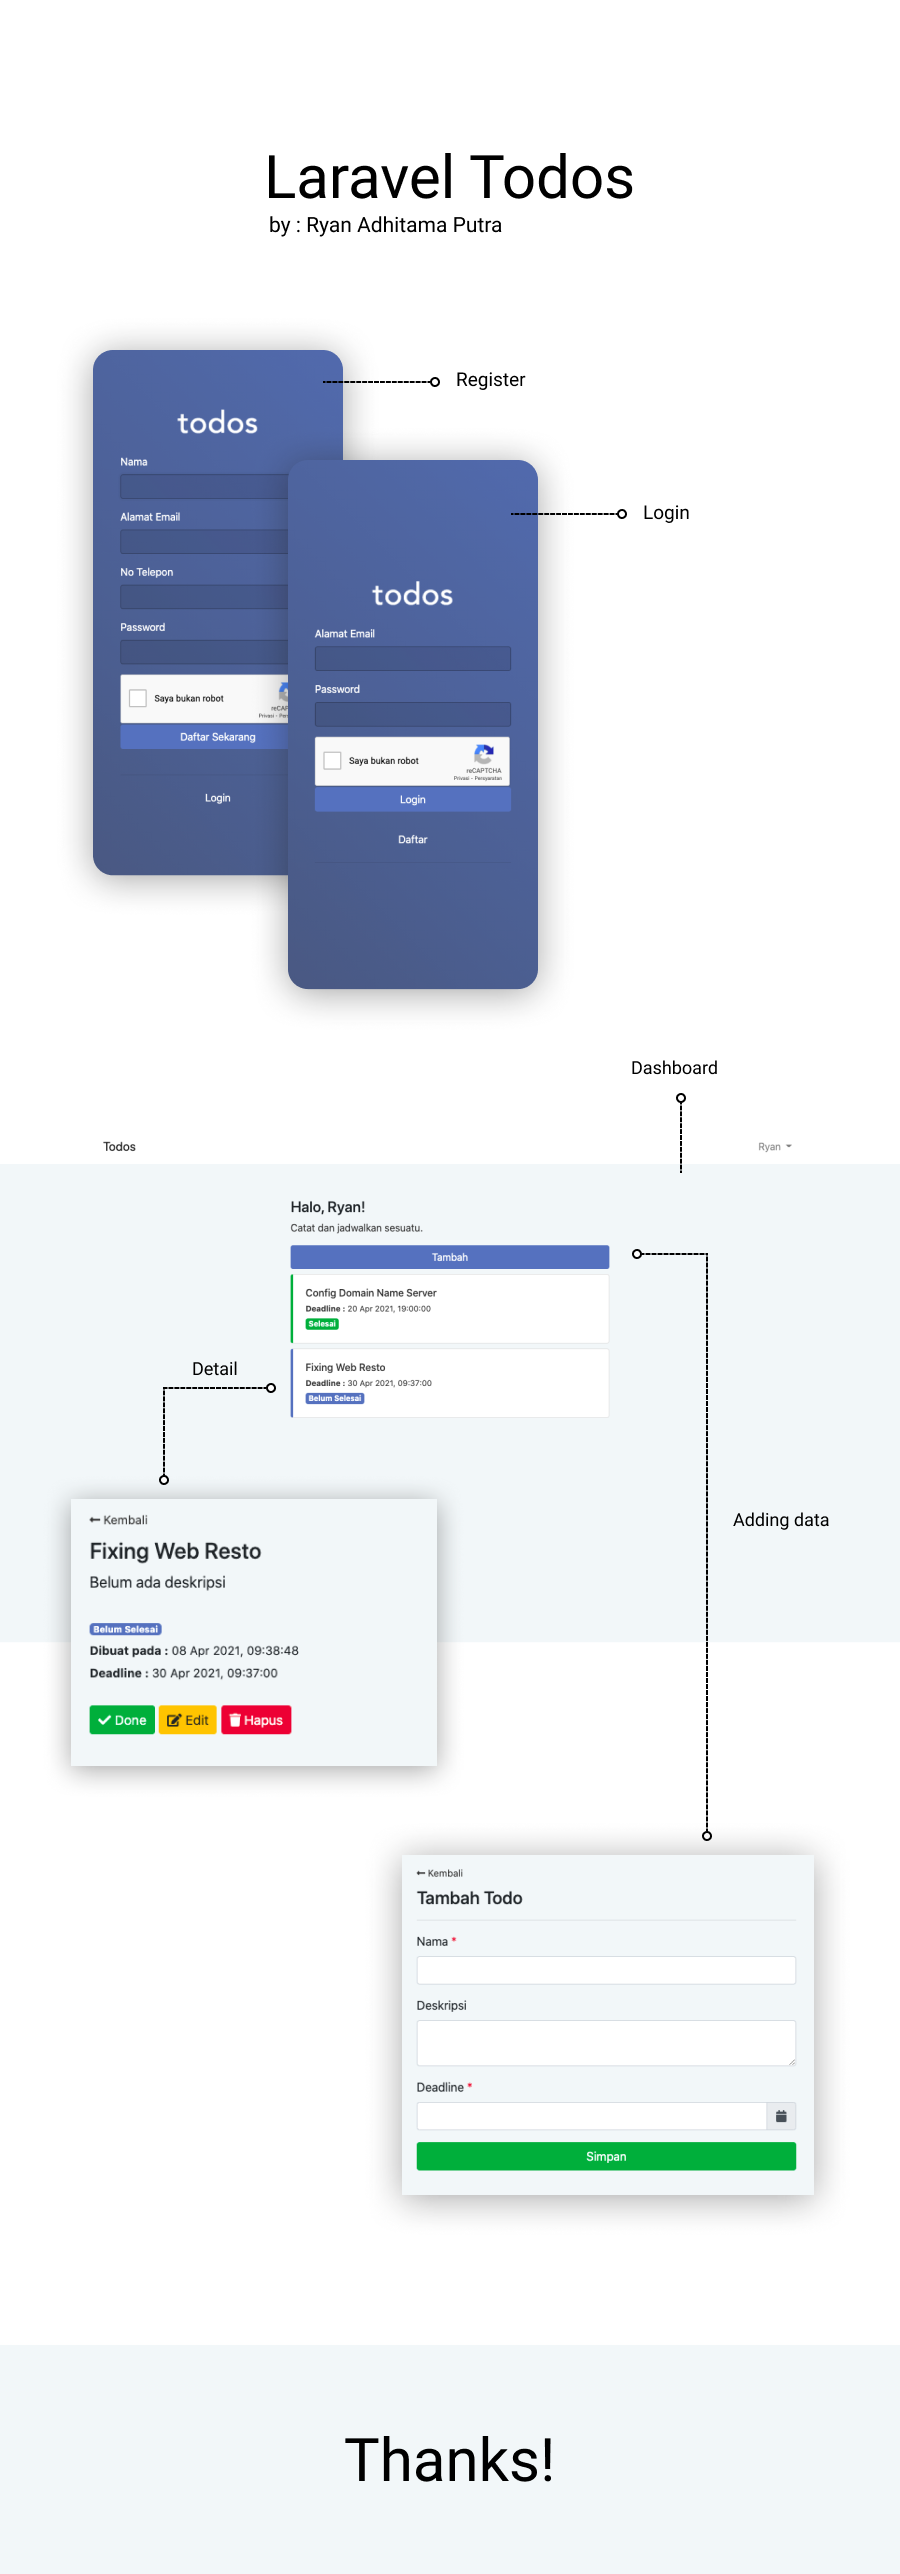 Laravel Todos
by : Ryan Adhitama Putra
Register
todos
Nama
Alamat Email
No Telepon
Password
Saya bukan robot
Daftar Sekarang
Login
Login
todos
Alamat Email
Password
Saya bukan robot
reCAPTCHA
Privasi - Persyaratan
Login
Daftar
Dashboard
Todos
Ryan
Halo, Ryan!
Catat dan jadwalkan sesuatu.
Tambah
Config Domain Name Server
Deadline : 20 Apr 2021, 19:00:00
Selesai
Fixing Web Resto
Deadline : 30 Apr 2021, 09:37:00
Belum Selesai
Detail
Kembali
Fixing Web Resto
Belum ada deskripsi
Belum Selesai
Dibuat pada : 08 Apr 2021, 09:38:48
Deadline : 30 Apr 2021, 09:37:00
Done Edit Hapus
Adding data
Kembali
Tambah Todo
Nama *
Deskripsi
Deadline *
Simpan
Thanks!